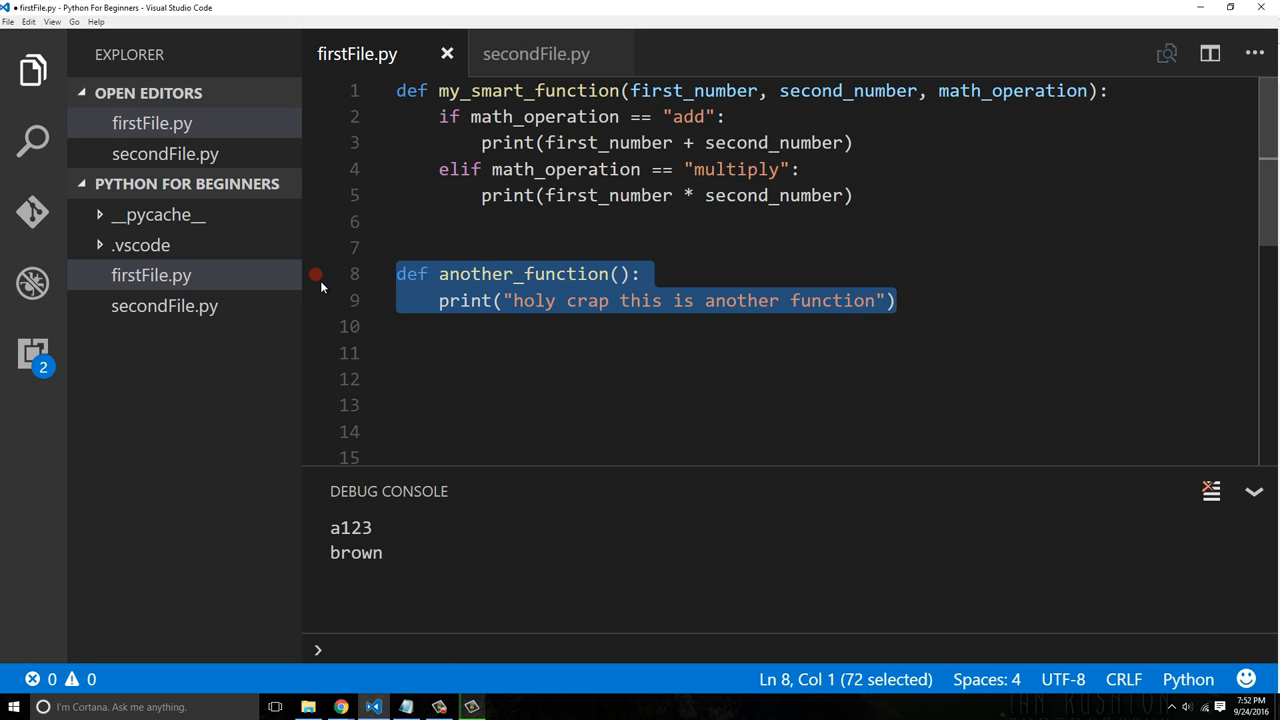 ● firstFile.py - Python For Beginners - Visual Studio Code
File Edit View Go Help
EXPLORER
OPEN EDITORS
firstFile.py
secondFile.py
PYTHON FOR BEGINNERS
__pycache__
.vscode
firstFile.py
secondFile.py
2
firstFile.py
secondFile.py
1 def my_smart_function(first_number, second_number, math_operation):
2 if math_operation == "add":
3 print(first_number + second_number)
4 elif math_operation == "multiply":
5 print(first_number * second_number)
6
7
8 def another_function():
9 print("holy crap this is another function")
10
11
12
13
14
15
DEBUG CONSOLE
a123
brown
0 0 Ln 8, Col 1 (72 selected) Spaces: 4 UTF-8 CRLF Python
I'm Cortana. Ask me anything.
7:52 PM
9/24/2016